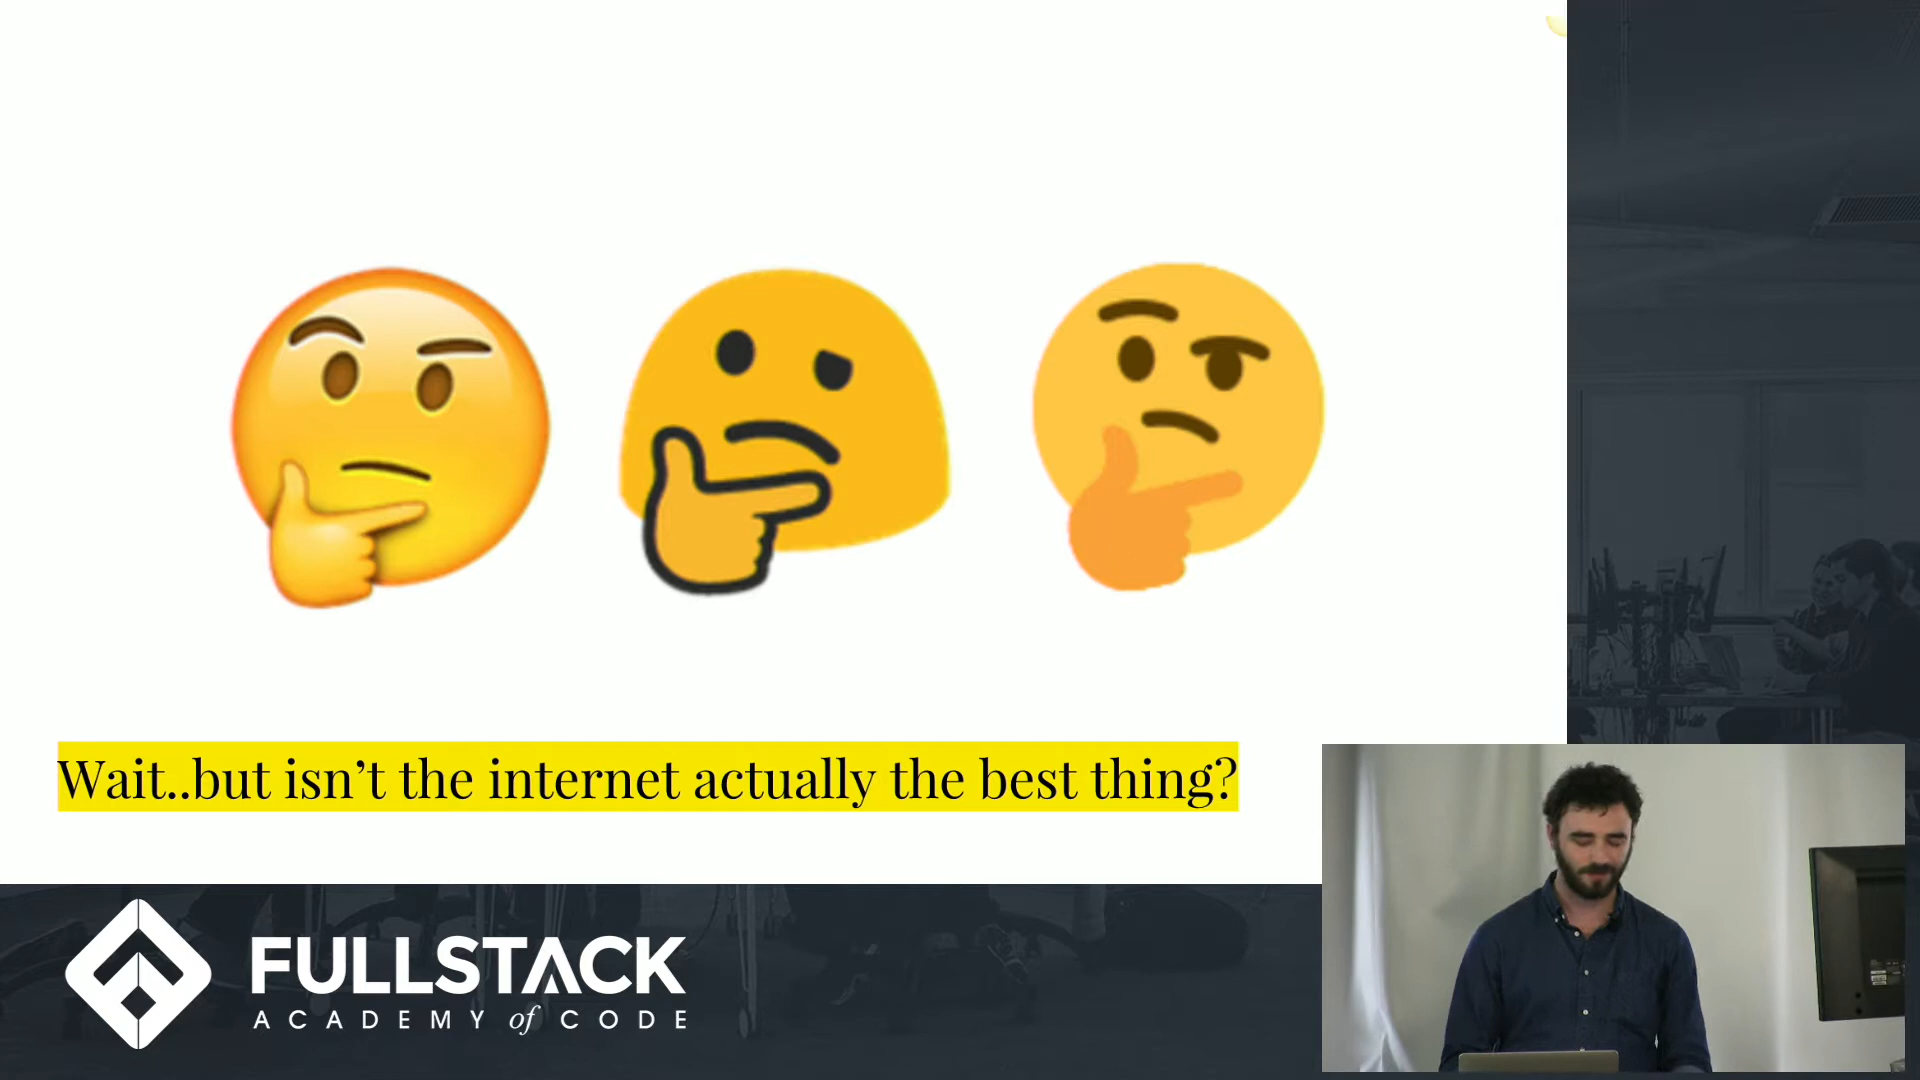 Wait..but isn’t the internet actually the best thing?
FULLSTACK
ACADEMY of CODE